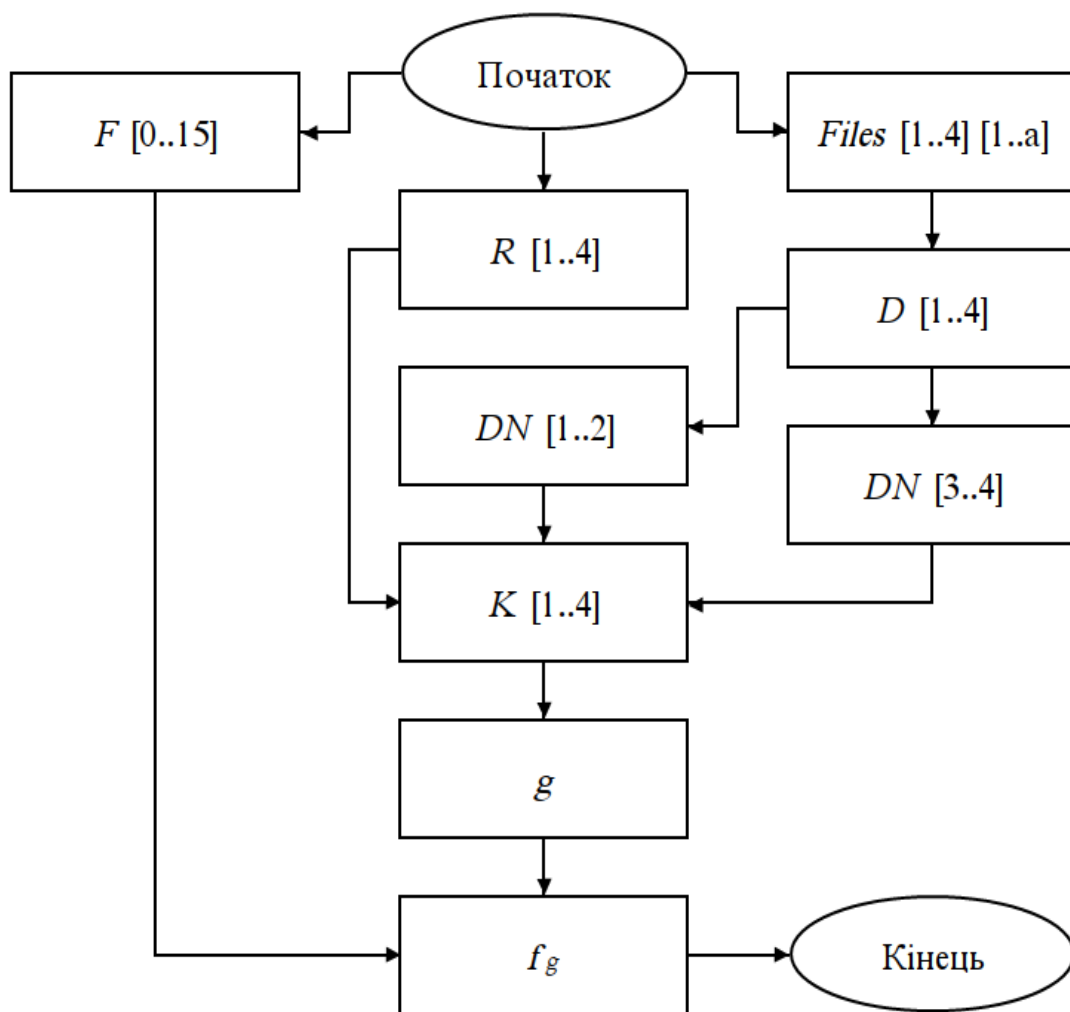 Початок
F [0..15]
Files [1..4] [1..a]
R [1..4]
D [1..4]
DN [1..2]
DN [3..4]
K [1..4]
g
f g
Кінець